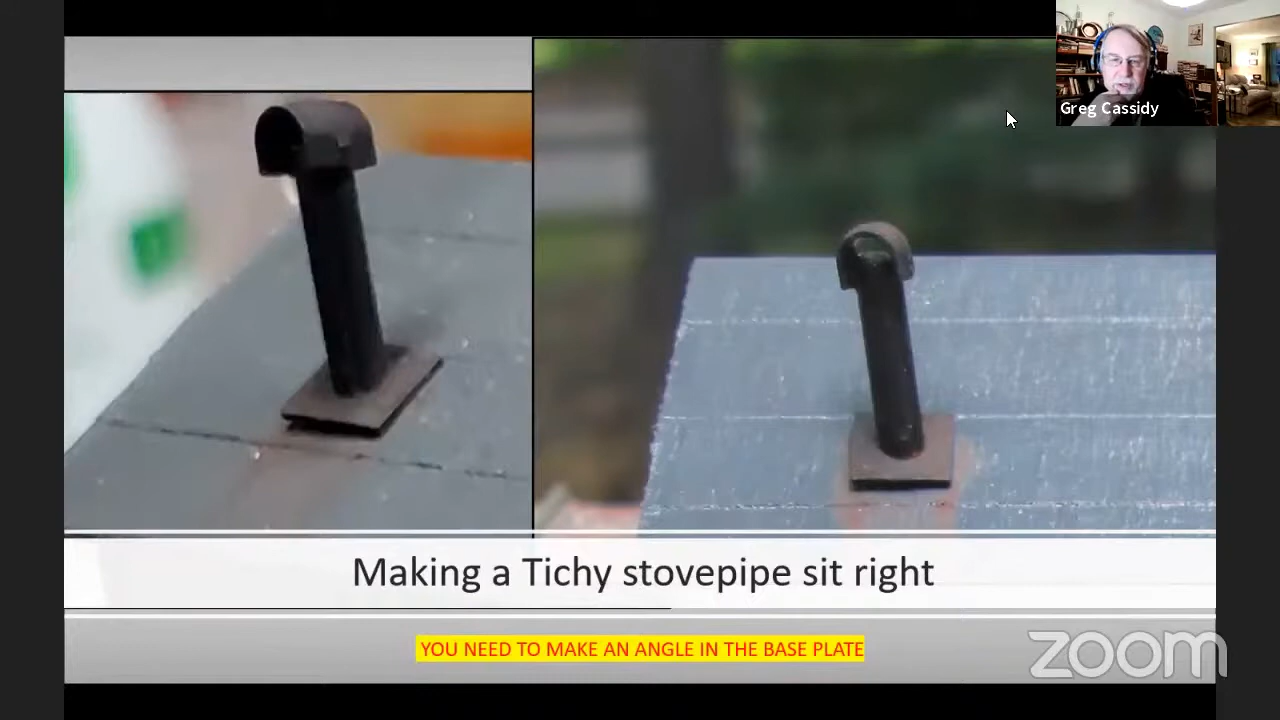 Greg Cassidy
Making a Tichy stovepipe sit right
YOU NEED TO MAKE AN ANGLE IN THE BASE PLATE
zoom